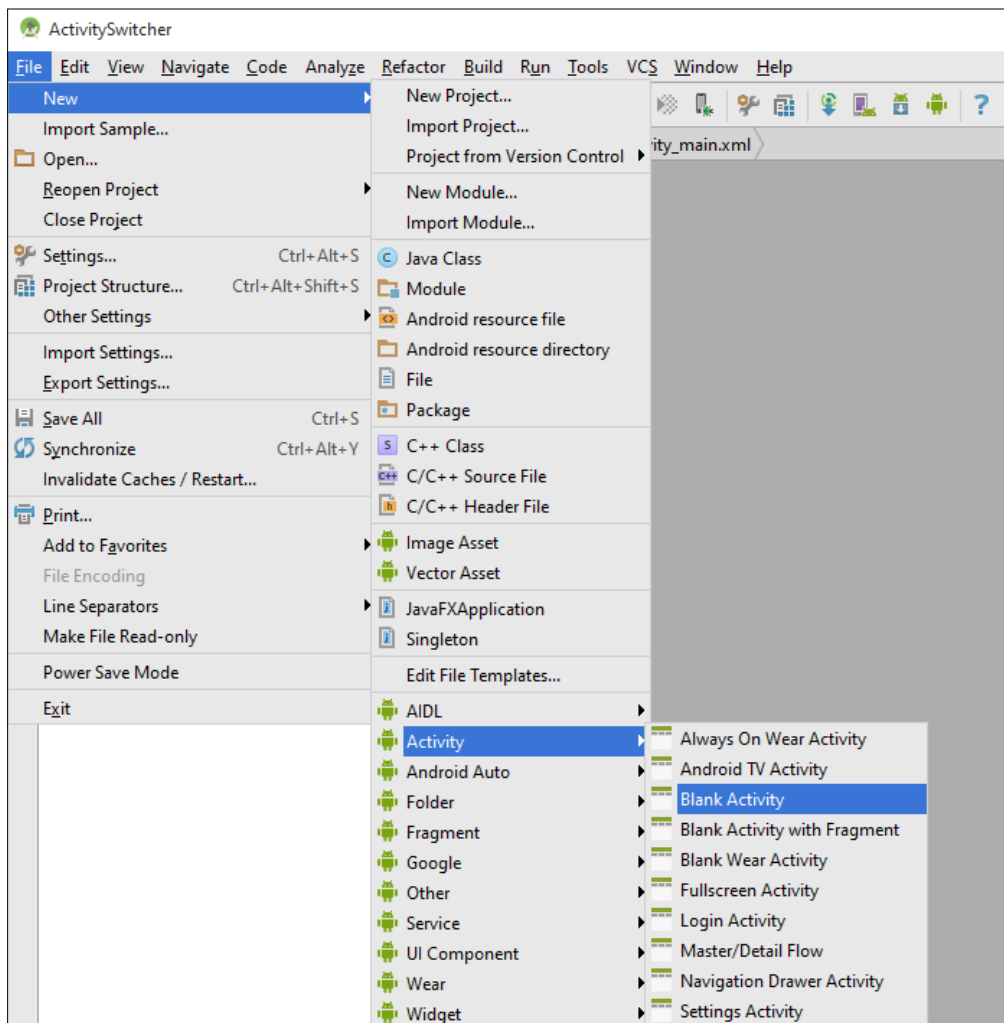 ActivitySwitcher
File Edit View Navigate Code Analyze Refactor Build Run Tools VCS Window Help
New
Import Sample...
Open...
Reopen Project
Close Project
Settings... Ctrl+Alt+S
Project Structure... Ctrl+Alt+Shift+S
Other Settings
Import Settings...
Export Settings...
Save All Ctrl+S
Synchronize Ctrl+Alt+Y
Invalidate Caches / Restart...
Print...
Add to Favorites
File Encoding
Line Separators
Make File Read-only
Power Save Mode
Exit
New Project...
Import Project...
Project from Version Control
New Module...
Import Module...
Java Class
Module
Android resource file
Android resource directory
File
Package
C++ Class
C/C++ Source File
C/C++ Header File
Image Asset
Vector Asset
JavaFXApplication
Singleton
Edit File Templates...
AIDL
Activity
Android Auto
Folder
Fragment
Google
Other
Service
UI Component
Wear
Widget
ity_main.xml
Always On Wear Activity
Android TV Activity
Blank Activity
Blank Activity with Fragment
Blank Wear Activity
Fullscreen Activity
Login Activity
Master/Detail Flow
Navigation Drawer Activity
Settings Activity